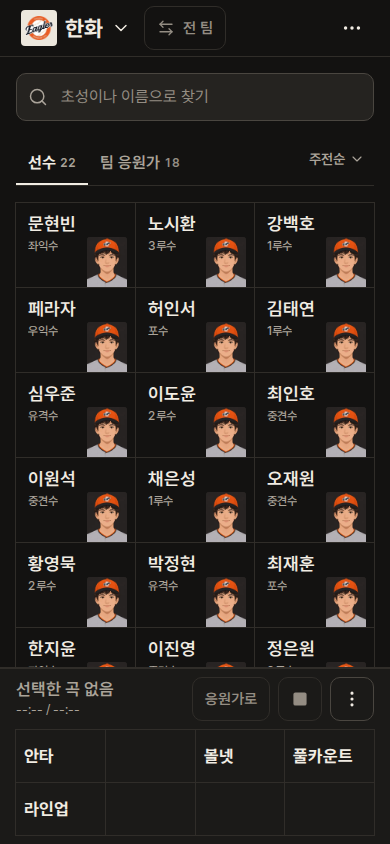 Eagles
한화
전 팀
초성이나 이름으로 찾기
선수 22
팀 응원가 18
주전순
문현빈
좌익수
노시환
3루수
강백호
1루수
페라자
우익수
허인서
포수
김태연
1루수
심우준
유격수
이도윤
2루수
최인호
중견수
이원석
중견수
채은성
1루수
오재원
중견수
황영묵
2루수
박정현
유격수
최재훈
포수
한지윤
이진영
정은원
선택한 곡 없음
--:-- / --:--
응원가로
안타
볼넷
풀카운트
라인업